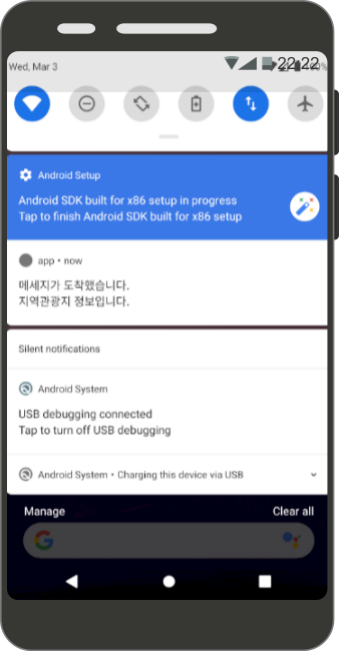 Wed, Mar 3
22:22
Android Setup
Android SDK built for x86 setup in progress
Tap to finish Android SDK built for x86 setup
app • now
메세지가 도착했습니다.
지역관광지 정보입니다.
Silent notifications
Android System
USB debugging connected
Tap to turn off USB debugging
Android System • Charging this device via USB
Manage
Clear all